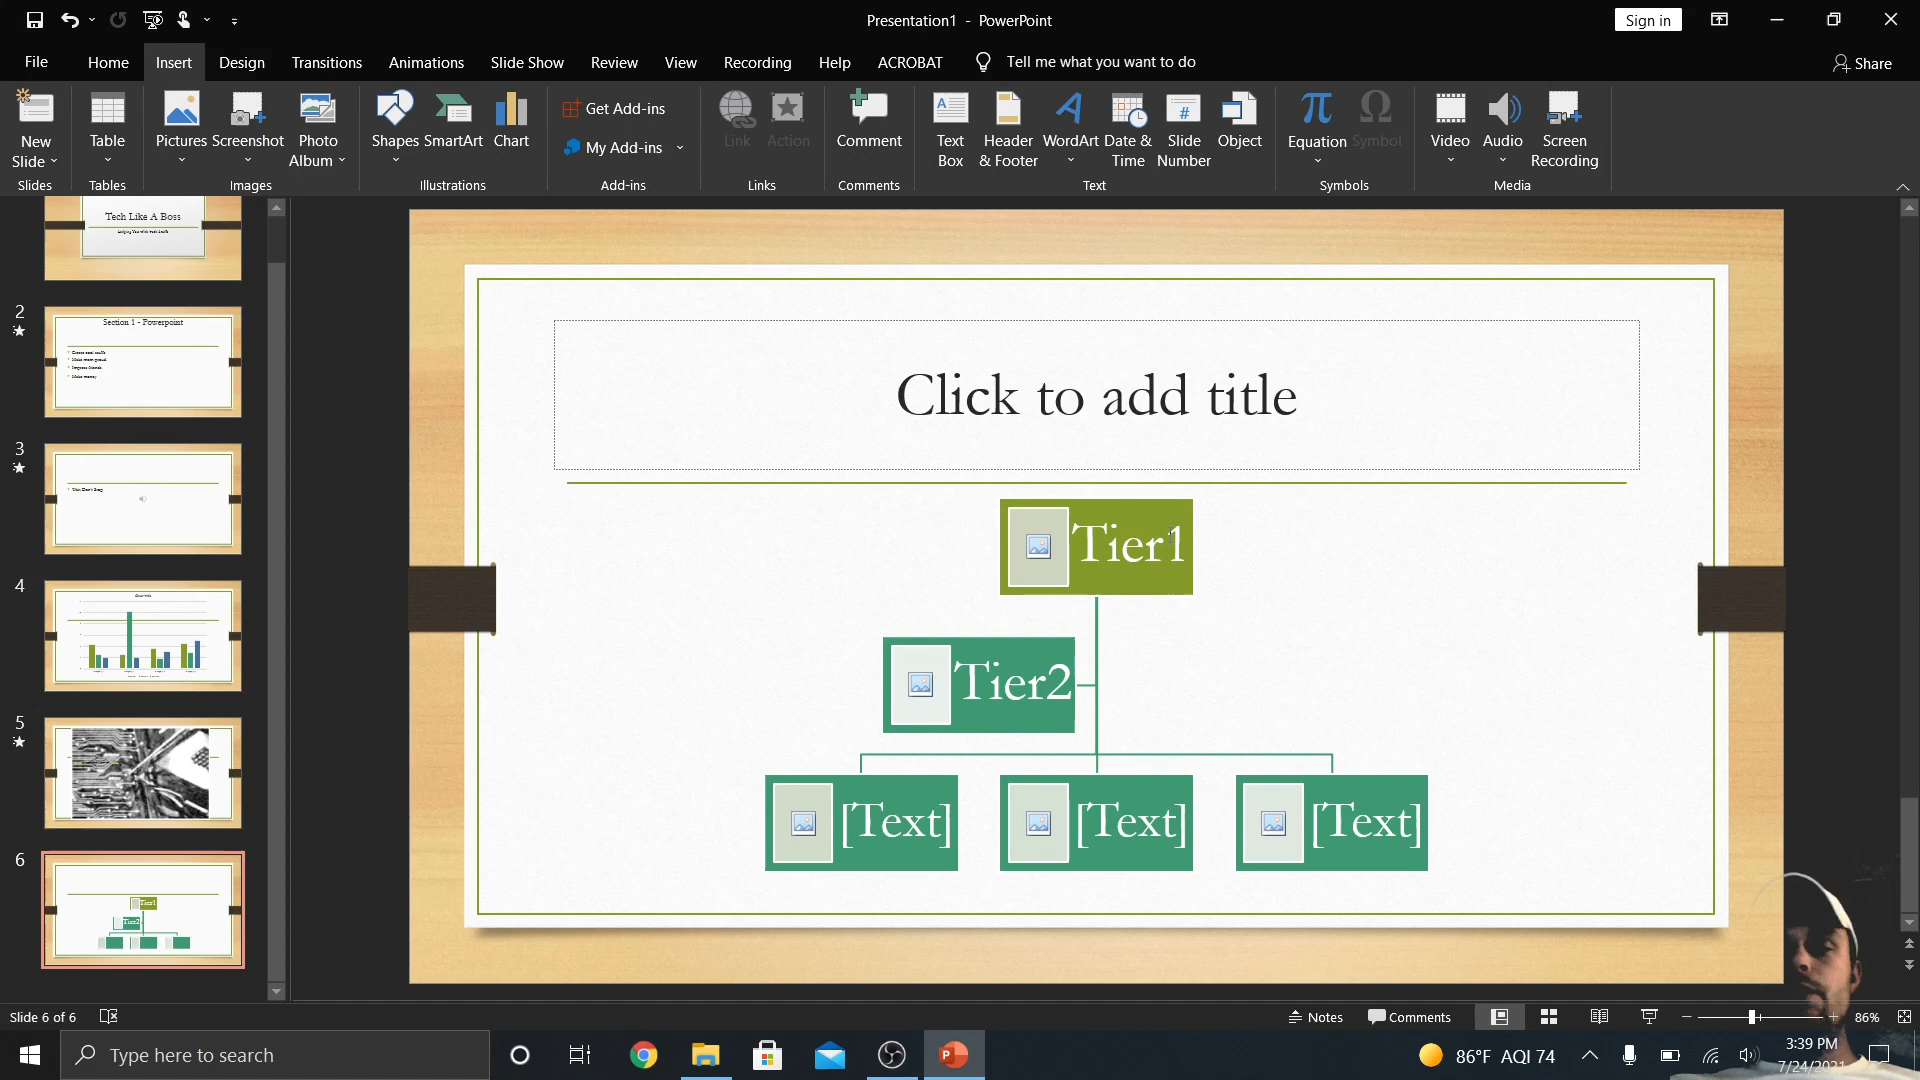 Presentation1 - PowerPoint
Sign in
File
Home
Insert
Design
Transitions
Animations
Slide Show
Review
View
Recording
Help
ACROBAT
Tell me what you want to do
Share
New
Slide
Table
Pictures
Screenshot
Photo
Album
Shapes
SmartArt
Chart
Get Add-ins
My Add-ins
Link
Action
Comment
Text
Box
Header
& Footer
WordArt
Date &
Time
Slide
Number
Object
Equation
Symbol
Video
Audio
Screen
Recording
Slides
Tables
Images
Illustrations
Add-ins
Links
Comments
Text
Symbols
Media
Tech Like A Boss
2
Section 1 - Powerpoint
3
4
5
6
Tier1
Tier2
Click to add title
Tier1
Tier2
[Text]
[Text]
[Text]
Slide 6 of 6
Notes
Comments
86%
Type here to search
86°F AQI 74
3:39 PM